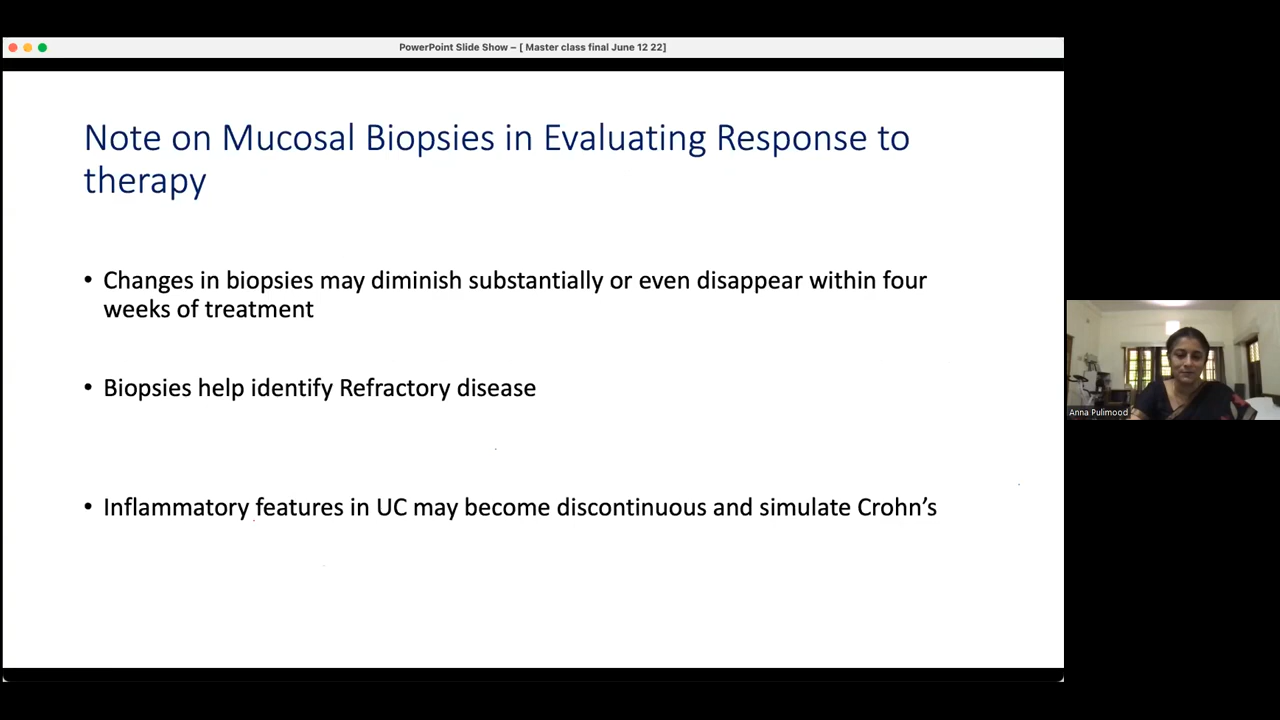 PowerPoint Slide Show – [ Master class final June 12 22]
Note on Mucosal Biopsies in Evaluating Response to
therapy
• Changes in biopsies may diminish substantially or even disappear within four
weeks of treatment
• Biopsies help identify Refractory disease
• Inflammatory features in UC may become discontinuous and simulate Crohn’s
Anna Pulimood